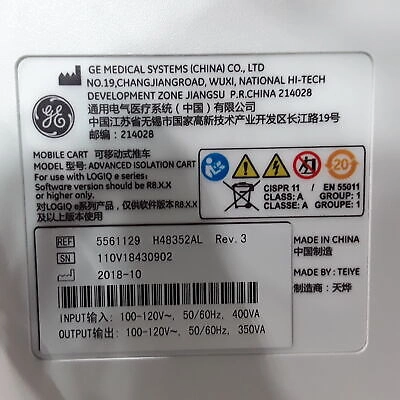 GE MEDICAL SYSTEMS (CHINA) CO., LTD
NO.19,CHANGJIANGROAD, WUXI, NATIONAL HI-TECH
DEVELOPMENT ZONE JIANGSU P.R.CHINA 214028
通用电气医疗系统（中国）有限公司
中国江苏省无锡市国家高新技术产业开发区长江路19号
邮编：214028
MOBILE CART 可移动式推车
MODEL 型号: ADVANCED ISOLATION CART
For use with LOGIQ e series:
Software version should be R8.X.X
及以LOGIQ e系列产品，仅供软件版本R8.X.X
及以后版本使用
20
CISPR 11 / EN 55011
CLASS: A GROUP: 1
CLASSE: A GROUPE: 1
REF 5561129 H48352AL Rev.3
SN 110V18430902
2018-10
MADE IN CHINA
中国制造
MADE BY: TEIYE
制造商：天烨
INPUT输入: 100-120V~, 50/60Hz, 400VA
OUTPUT输出: 100-120V~, 50/60Hz, 350VA